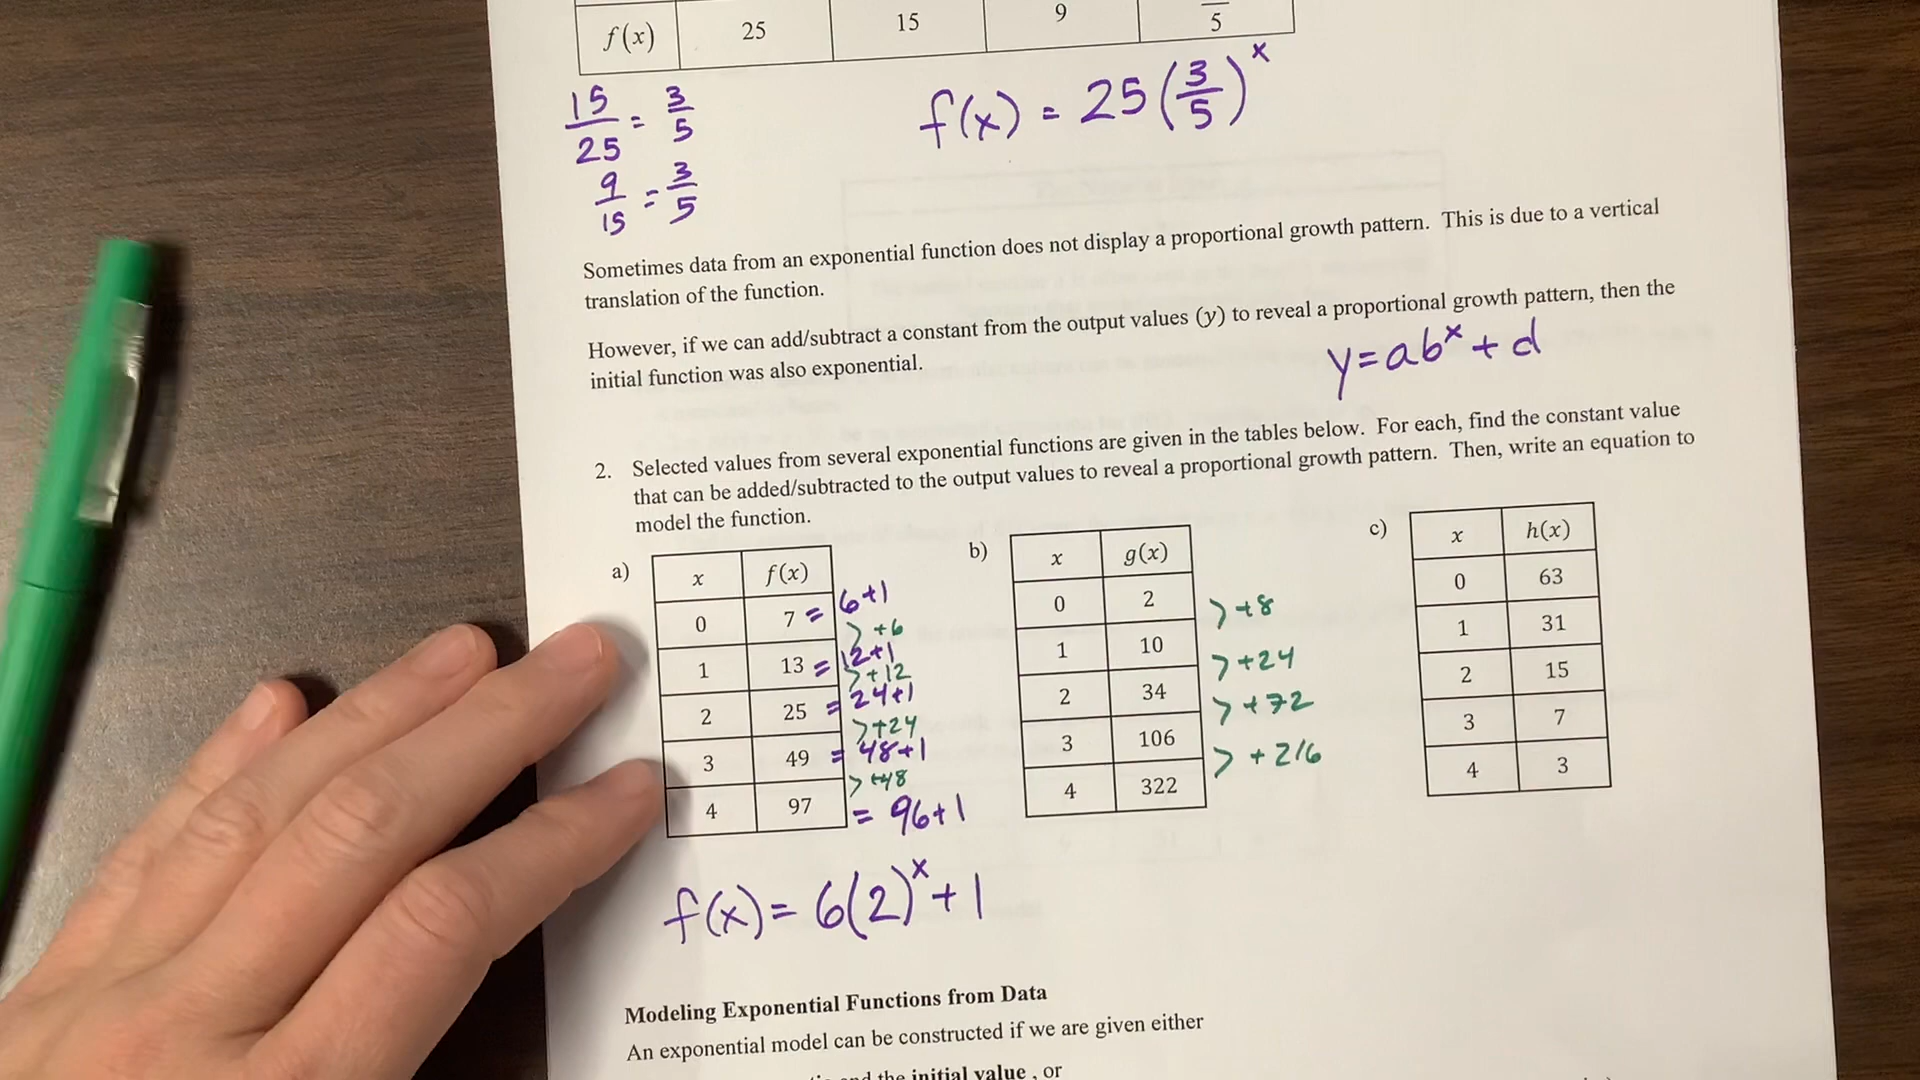 f(x) 25 15 9 5
15/25 = 3/5
f(x) = 25(3/5)^x
9/15 = 3/5
Sometimes data from an exponential function does not display a proportional growth pattern. This is due to a vertical
translation of the function.
However, if we can add/subtract a constant from the output values (y) to reveal a proportional growth pattern, then the
initial function was also exponential.
y=ab^x + d
2. Selected values from several exponential functions are given in the tables below. For each, find the constant value
that can be added/subtracted to the output values to reveal a proportional growth pattern. Then, write an equation to
model the function.
a)
x f(x)
0 7 = 6+1
> +6
1 13 = 12+1
> +12
2 25 = 24+1
> +24
3 49 = 48+1
> +48
4 97 = 96+1
f(x) = 6(2)^x + 1
b)
x g(x)
0 2
> +8
1 10
> +24
2 34
> +72
3 106
> +216
4 322
c)
x h(x)
0 63
1 31
2 15
3 7
4 3
Modeling Exponential Functions from Data
An exponential model can be constructed if we are given either
and the initial value , or